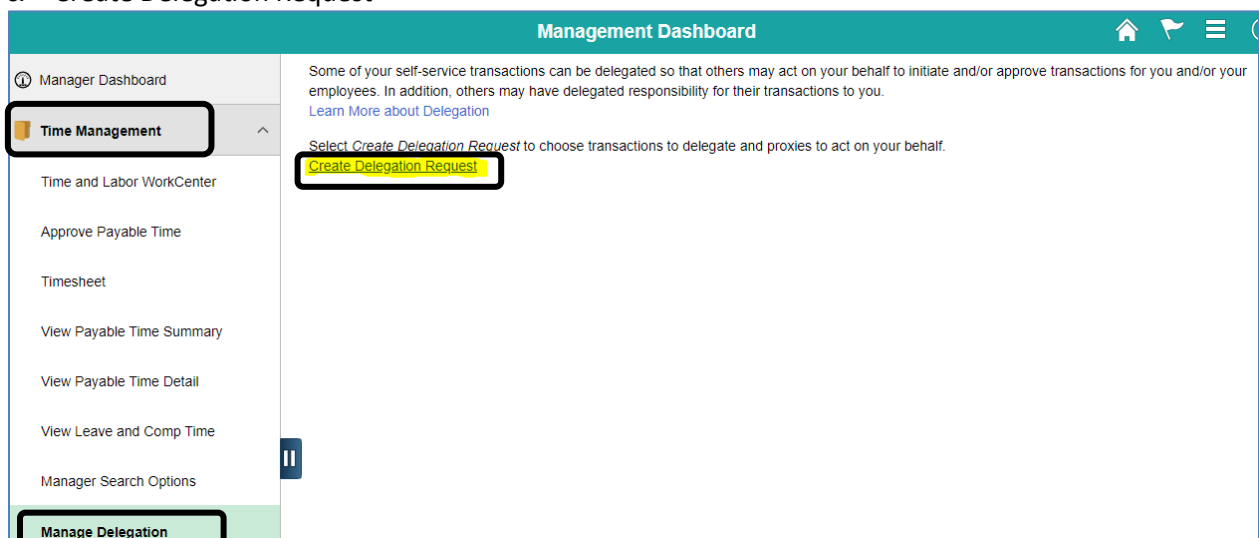 Create Delegation Request
Management Dashboard
Manager Dashboard
Time Management
Time and Labor WorkCenter
Approve Payable Time
Timesheet
View Payable Time Summary
View Payable Time Detail
View Leave and Comp Time
Manager Search Options
Manage Delegation
Some of your self-service transactions can be delegated so that others may act on your behalf to initiate and/or approve transactions for you and/or your
employees. In addition, others may have delegated responsibility for their transactions to you.
Learn More about Delegation
Select Create Delegation Request to choose transactions to delegate and proxies to act on your behalf.
Create Delegation Request